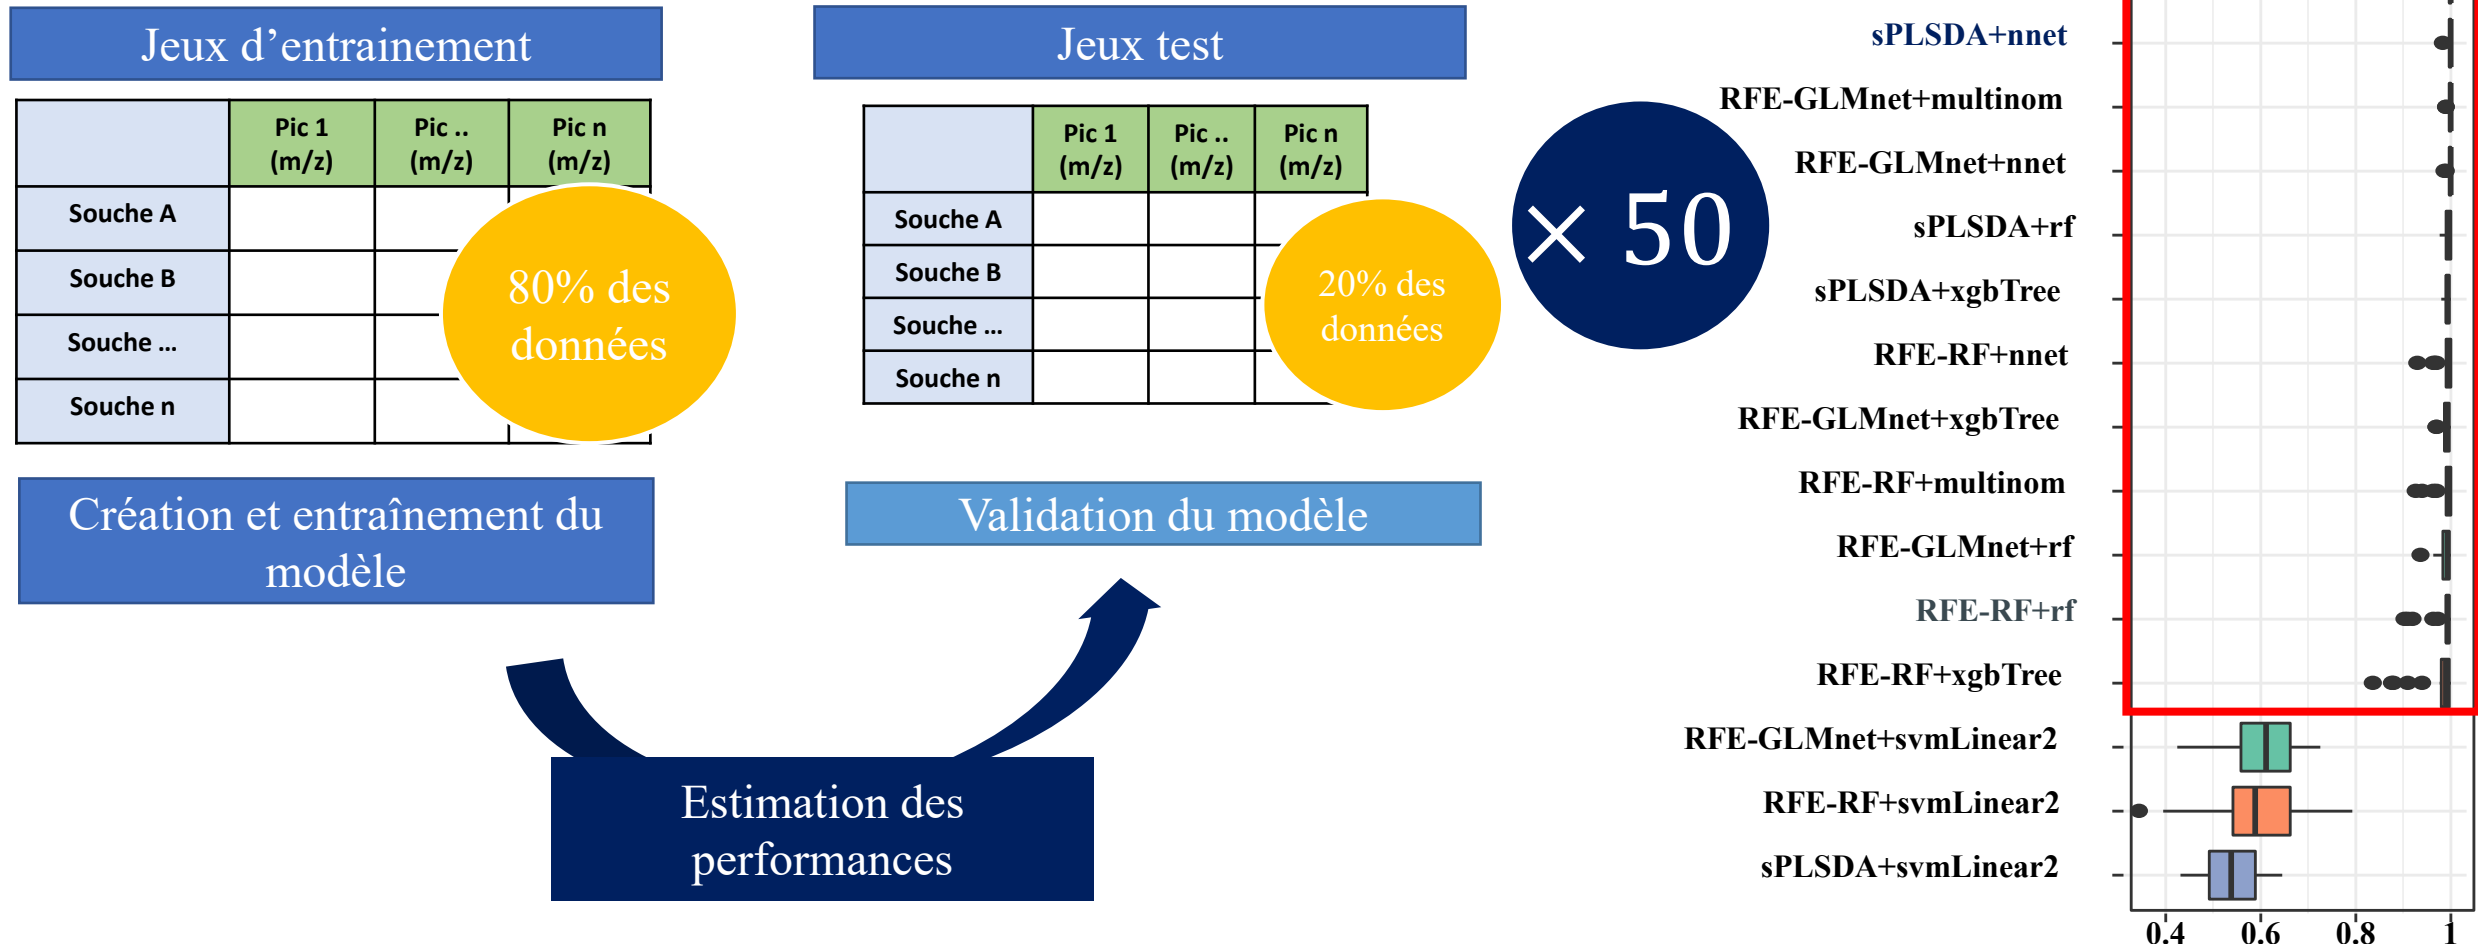 Jeux d’entrainement
Pic 1 Pic .. Pic n
(m/z) (m/z) (m/z)
Souche A
Souche B
Souche ...
Souche n
80% des
données
Création et entraînement du
modèle
Jeux test
Pic 1 Pic .. Pic n
(m/z) (m/z) (m/z)
Souche A
Souche B
Souche ...
Souche n
20% des
données
Validation du modèle
Estimation des
performances
× 50
sPLSDA+nnet
RFE-GLMnet+multinom
RFE-GLMnet+nnet
sPLSDA+rf
sPLSDA+xgbTree
RFE-RF+nnet
RFE-GLMnet+xgbTree
RFE-RF+multinom
RFE-GLMnet+rf
RFE-RF+rf
RFE-RF+xgbTree
RFE-GLMnet+svmLinear2
RFE-RF+svmLinear2
sPLSDA+svmLinear2
0.4 0.6 0.8 1